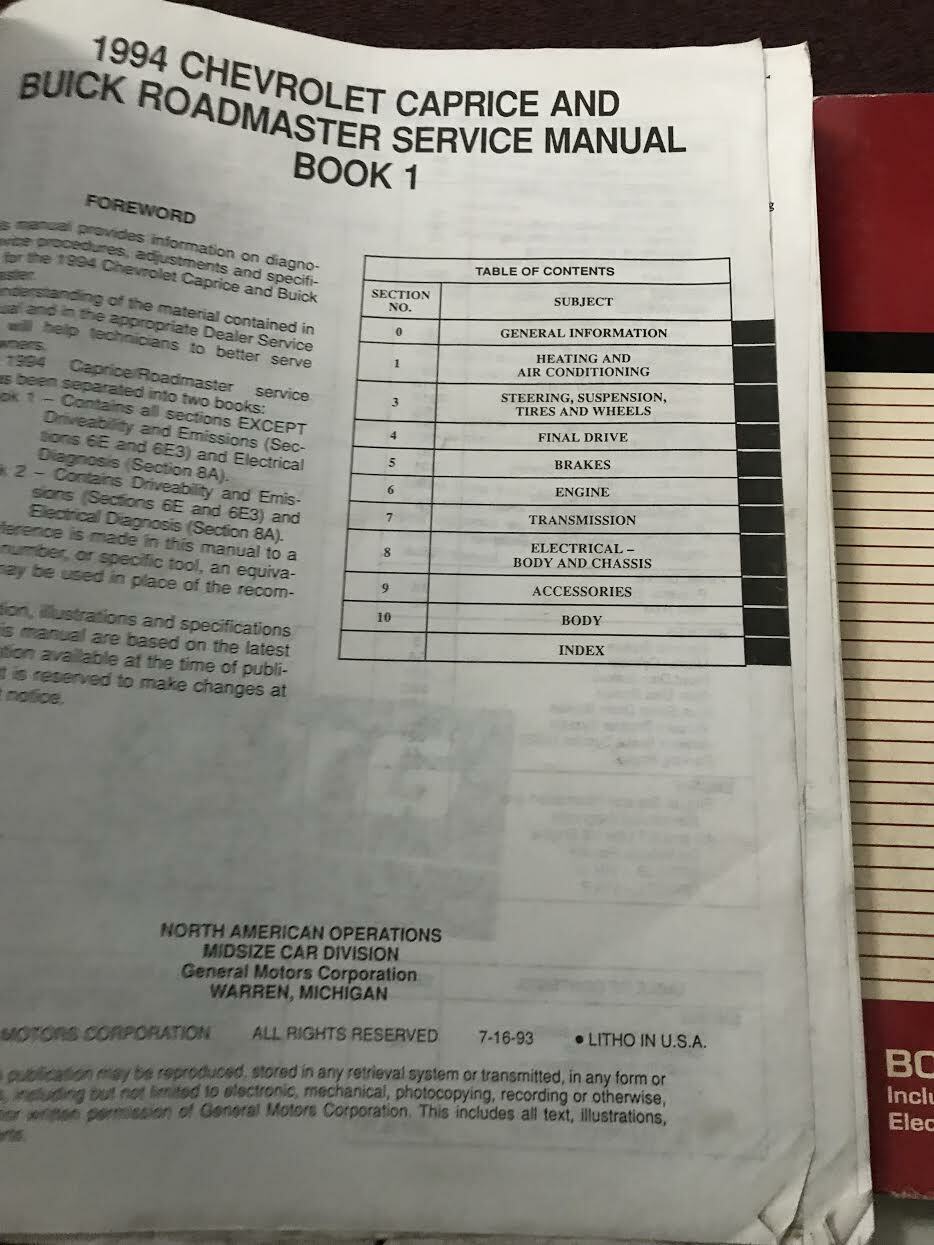 1994 CHEVROLET CAPRICE AND
BUICK ROADMASTER SERVICE MANUAL
BOOK 1
FOREWORD
manual provides information on diagno-
procedures, adjustments and specifi-
for the 1994 Chevrolet Caprice and Buick
understanding of the material contained in
and in the appropriate Dealer Service
will help technicians to better serve
1994 Caprice/Roadmaster service
been separated into two books:
1 – Contains all sections EXCEPT
Driveability and Emissions (Sec-
tions 6E and 6E3) and Electrical
Diagnosis (Section 8A).
2 – Contains Driveability and Emis-
sions (Sections 6E and 6E3) and
Electrical Diagnosis (Section 8A).
is made in this manual to a
number, or specific tool, an equiva-
may be used in place of the recom-
illustrations and specifications
manual are based on the latest
available at the time of publi-
is reserved to make changes at
notice.
TABLE OF CONTENTS
SECTION NO. SUBJECT
0 GENERAL INFORMATION
1 HEATING AND
AIR CONDITIONING
3 STEERING, SUSPENSION,
TIRES AND WHEELS
4 FINAL DRIVE
5 BRAKES
6 ENGINE
7 TRANSMISSION
8 ELECTRICAL –
BODY AND CHASSIS
9 ACCESSORIES
10 BODY
INDEX
NORTH AMERICAN OPERATIONS
MIDSIZE CAR DIVISION
General Motors Corporation
WARREN, MICHIGAN
MOTORS CORPORATION ALL RIGHTS RESERVED 7-16-93 • LITHO IN U.S.A.
publication may be reproduced, stored in any retrieval system or transmitted, in any form or
including but not limited to electronic, mechanical, photocopying, recording or otherwise,
written permission of General Motors Corporation. This includes all text, illustrations,
BO
Inclu
Elec